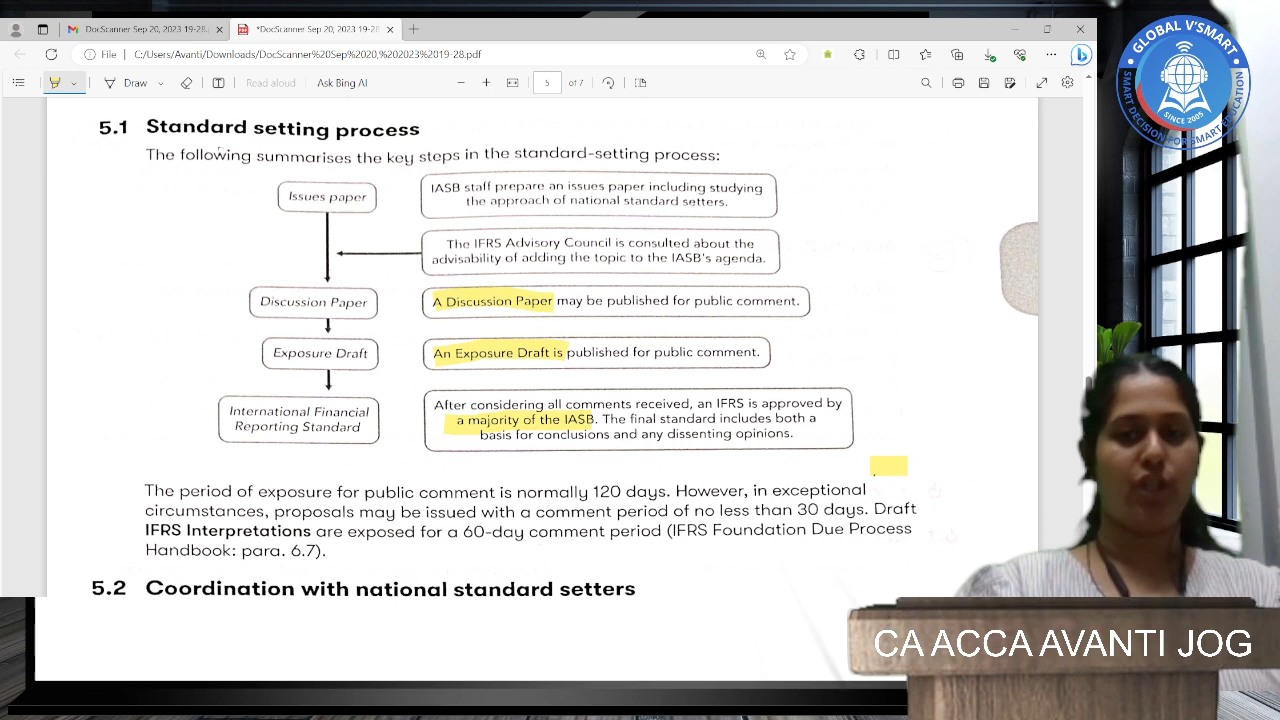 DocScanner Sep 20, 2023 19-28.
*DocScanner Sep 20, 2023 19-28
File
C:/Users/Avanti/Downloads/DocScanner%20Sep%20,%202023%2019-28.pdf
Draw
Read aloud
Ask Bing AI
5
of 7
5.1 Standard setting process
The following summarises the key steps in the standard-setting process:
Issues paper
IASB staff prepare an issues paper including studying
the approach of national standard setters.
The IFRS Advisory Council is consulted about the
advisability of adding the topic to the IASB's agenda.
Discussion Paper
A Discussion Paper may be published for public comment.
Exposure Draft
An Exposure Draft is published for public comment.
International Financial
Reporting Standard
After considering all comments received, an IFRS is approved by
a majority of the IASB. The final standard includes both a
basis for conclusions and any dissenting opinions.
The period of exposure for public comment is normally 120 days. However, in exceptional
circumstances, proposals may be issued with a comment period of no less than 30 days. Draft
IFRS Interpretations are exposed for a 60-day comment period (IFRS Foundation Due Process
Handbook: para. 6.7).
5.2 Coordination with national standard setters
GLOBAL V'SMART
SMART DECISION FOR SMART EDUCATION
SINCE 2005
CA ACCA AVANTI JOG